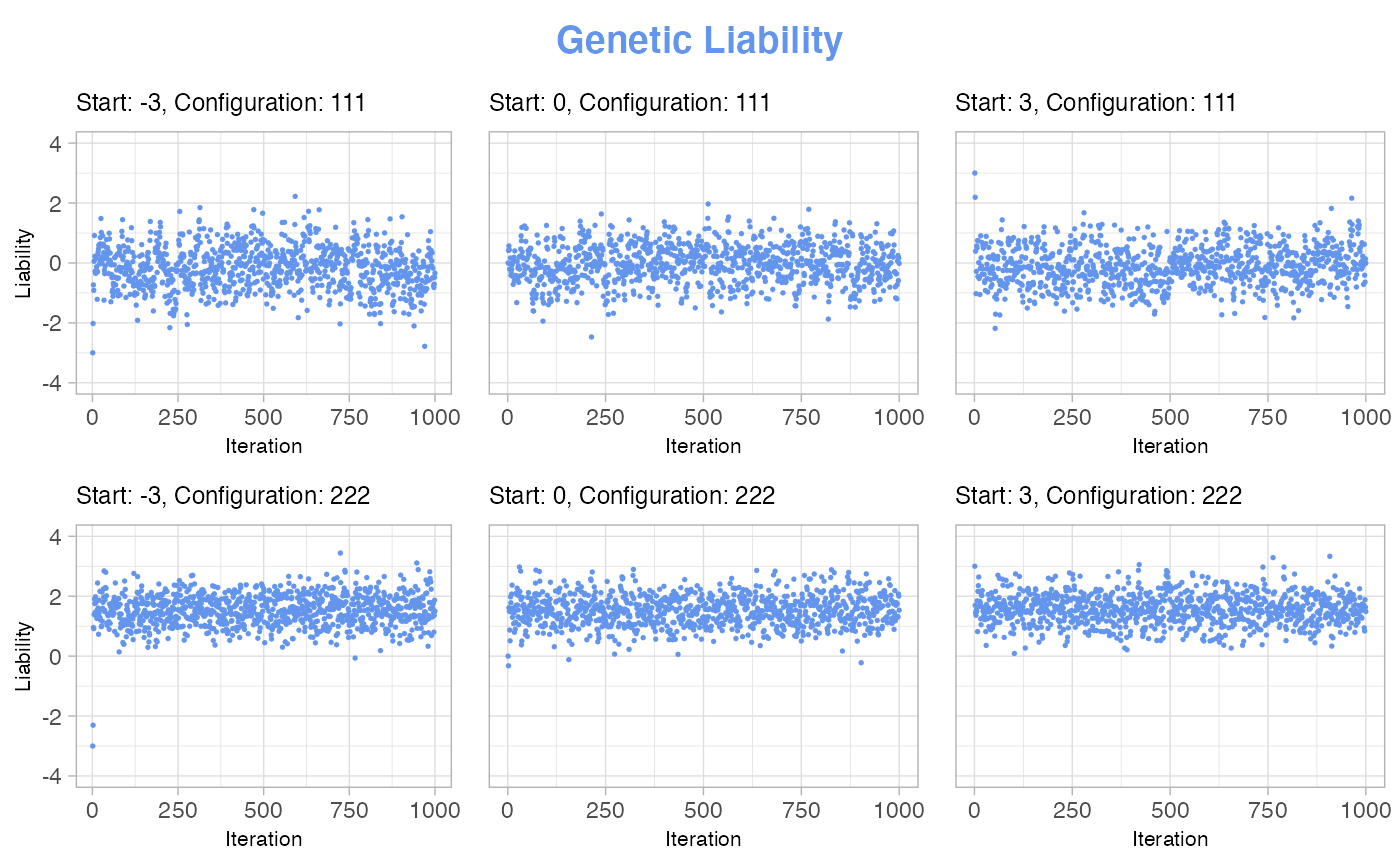 Genetic Liability
Start: -3, Configuration: 111
Start: 0, Configuration: 111
Start: 3, Configuration: 111
Liability
4
2
0
-2
-4
0 250 500 750 1000
0 250 500 750 1000
0 250 500 750 1000
Iteration
Iteration
Iteration
Start: -3, Configuration: 222
Start: 0, Configuration: 222
Start: 3, Configuration: 222
Liability
4
2
0
-2
-4
0 250 500 750 1000
0 250 500 750 1000
0 250 500 750 1000
Iteration
Iteration
Iteration